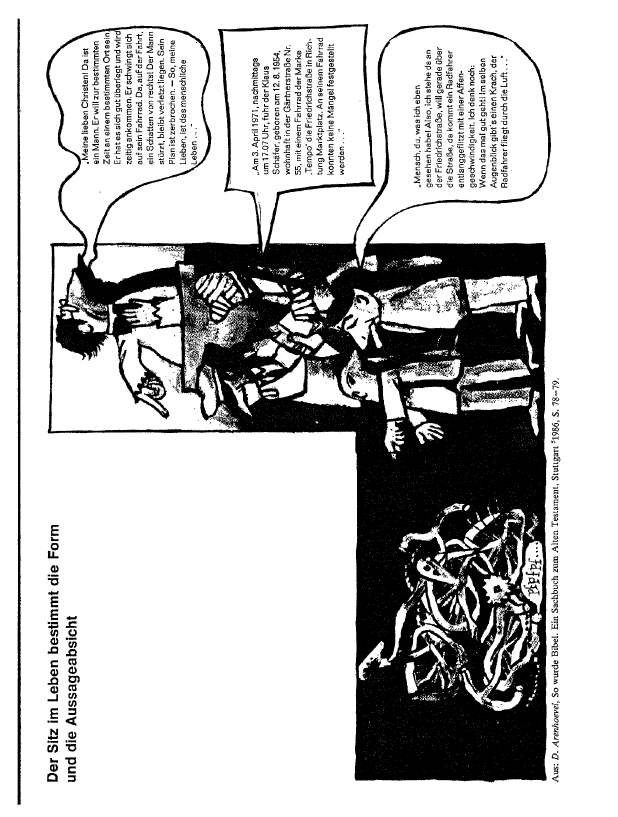 Der Sitz im Leben bestimmt die Form
und die Aussageabsicht
„Meine lieben Christen! Da ist
ein Mann. Er will zur bestimmten
Zeit an einem bestimmten Ort sein.
Er hat es sich gut überlegt und wird
zeitig ankommen. Er schwingt sich
auf sein Fahrrad. Da, auf der Fahrt,
ein Schatten von rechts! Der Mann
stürzt, bleibt verletzt liegen. Sein
Plan ist zerbrochen. – So, meine
Lieben, ist das menschliche
Leben . . .“
„Am 3. April 1971, nachmittags
um 17.07 Uhr, fuhr der Klaus
Schäfer, geboren am 12. 8. 1954,
wohnhaft in der Gärtnerstraße Nr.
55, mit einem Fahrrad der Marke
‚Tempo‘ die Friedrichstraße in Rich-
tung Marktplatz. An seinem Fahrrad
konnten keine Mängel festgestellt
werden . . .“
„Mensch, du, was ich eben
gesehen habe! Also, ich stehe da an
der Friedrichstraße, will gerade über
die Straße, da kommt ein Radfahrer
entlanggeflitzt mit einer Affen-
geschwindigkeit. Ich denk noch:
Wenn das mal gut geht! Im selben
Augenblick gibt's einen Krach, der
Radfahrer fliegt durch die Luft . . .“
Pfpfpf....
Aus: D. Arenhoevel, So wurde Bibel. Ein Sachbuch zum Alten Testament, Stuttgart ⁵1986, S. 78–79.